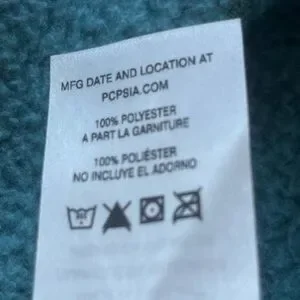 MFG DATE AND LOCATION AT
PCPSIA.COM
100% POLYESTER
A PART LA GARNITURE
100% POLIÉSTER
NO INCLUYE EL ADORNO